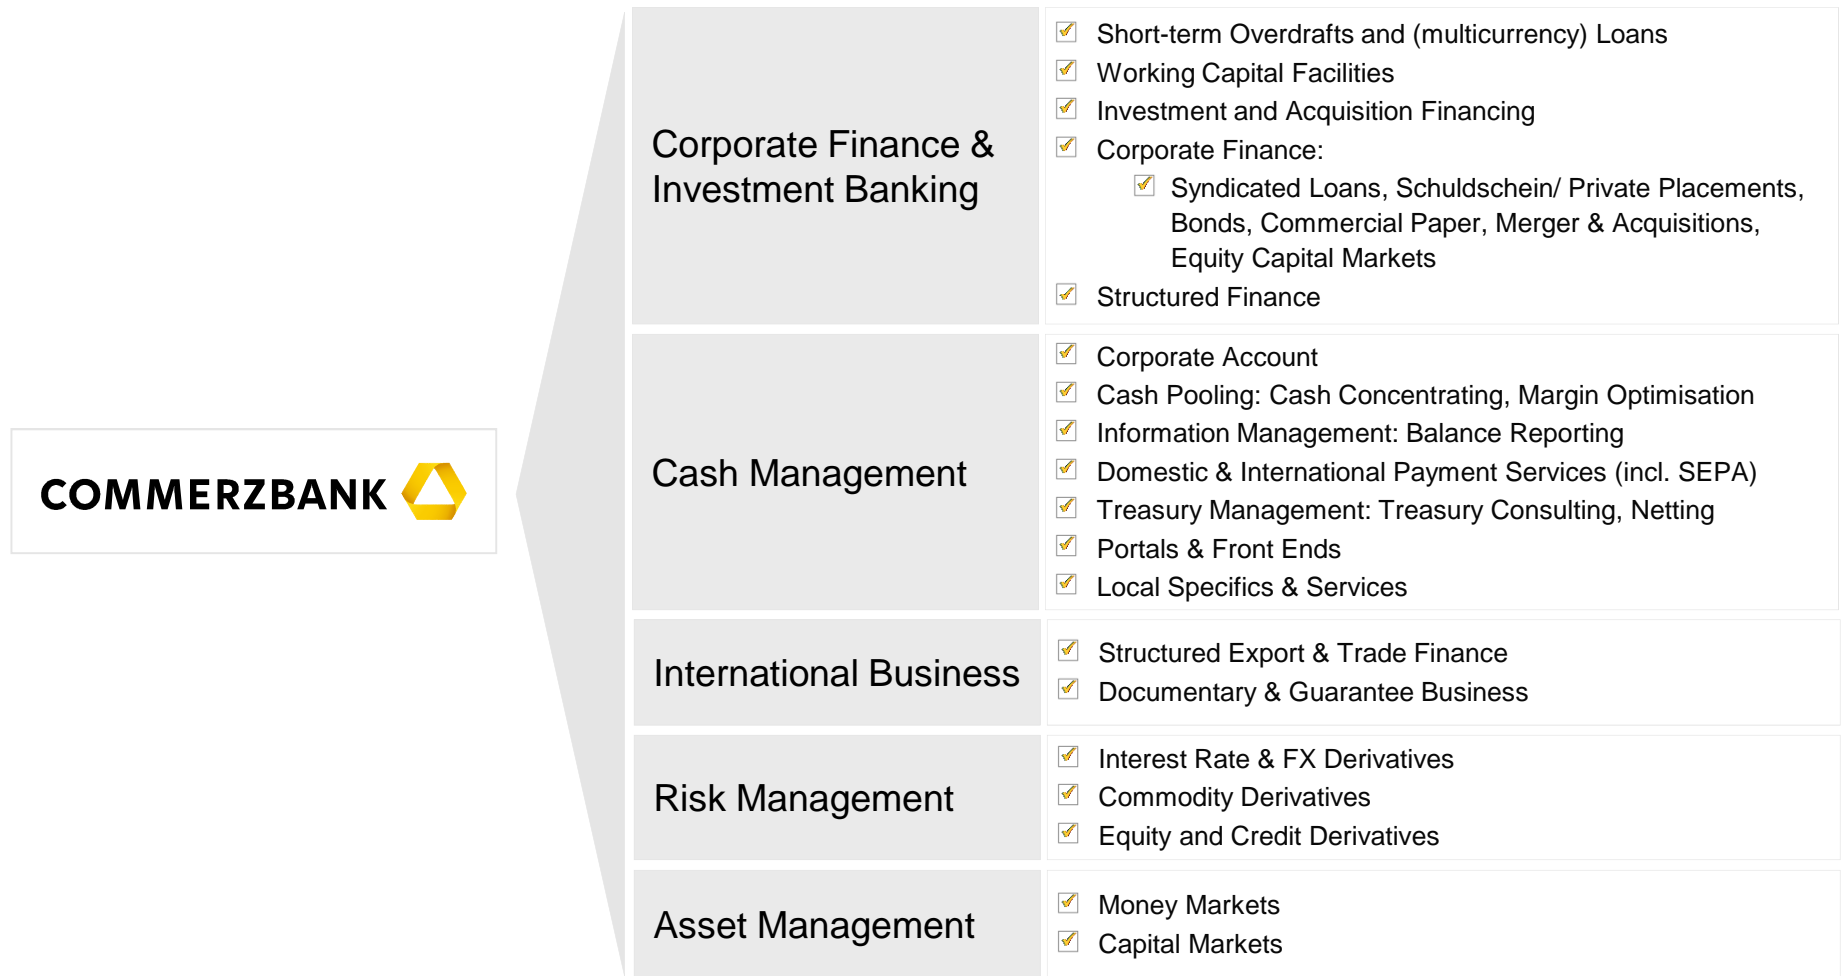 COMMERZBANK
Corporate Finance &
Investment Banking
Short-term Overdrafts and (multicurrency) Loans
Working Capital Facilities
Investment and Acquisition Financing
Corporate Finance:
Syndicated Loans, Schuldschein/ Private Placements,
Bonds, Commercial Paper, Merger & Acquisitions,
Equity Capital Markets
Structured Finance
Cash Management
Corporate Account
Cash Pooling: Cash Concentrating, Margin Optimisation
Information Management: Balance Reporting
Domestic & International Payment Services (incl. SEPA)
Treasury Management: Treasury Consulting, Netting
Portals & Front Ends
Local Specifics & Services
International Business
Structured Export & Trade Finance
Documentary & Guarantee Business
Risk Management
Interest Rate & FX Derivatives
Commodity Derivatives
Equity and Credit Derivatives
Asset Management
Money Markets
Capital Markets